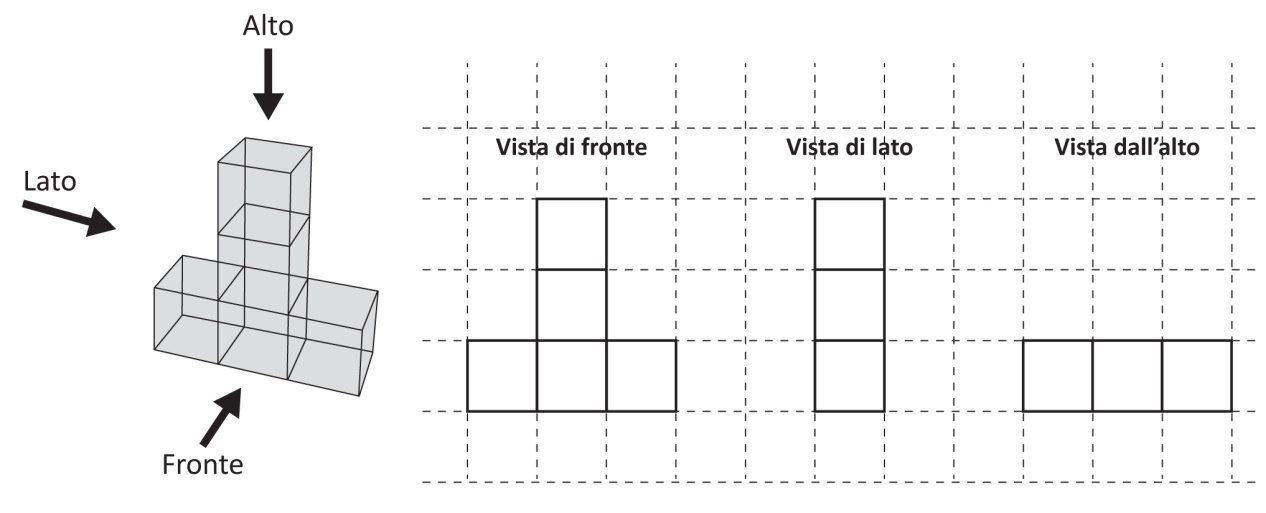 Alto
Lato
Fronte
Vista di fronte
Vista di lato
Vista dall’alto